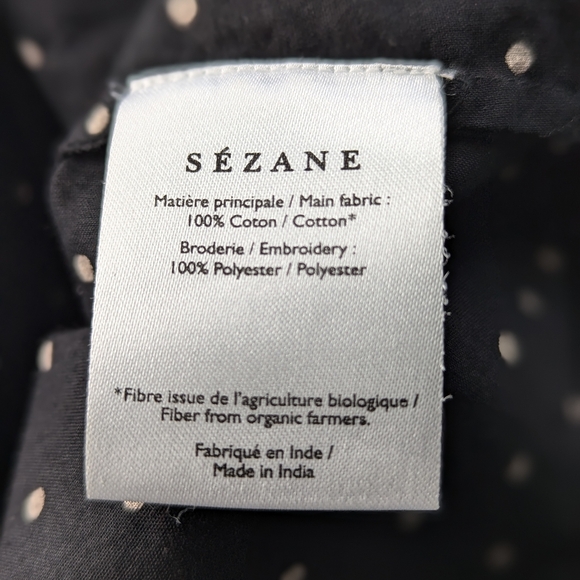 SÉZANE
Matière principale / Main fabric :
100% Coton / Cotton*
Broderie / Embroidery :
100% Polyester / Polyester
*Fibre issue de l'agriculture biologique /
Fiber from organic farmers.
Fabriqué en Inde /
Made in India